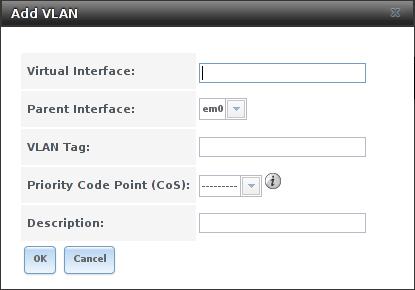 Add VLAN
Virtual Interface:
Parent Interface: em0
VLAN Tag:
Priority Code Point (CoS): ---------
Description:
OK Cancel